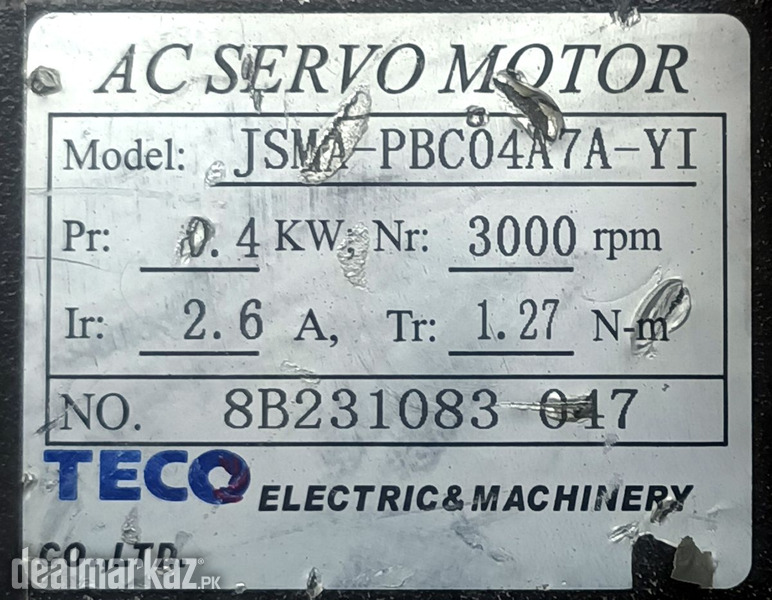 AC SERVO MOTOR
Model: JSMA-PBC04A7A-YI
Pr: 0.4 KW; Nr: 3000 rpm
Ir: 2.6 A, Tr: 1.27 N-m
NO. 8B231083 047
TECO ELECTRIC&MACHINERY
CO.,LTD.
dealmarkaz.PK